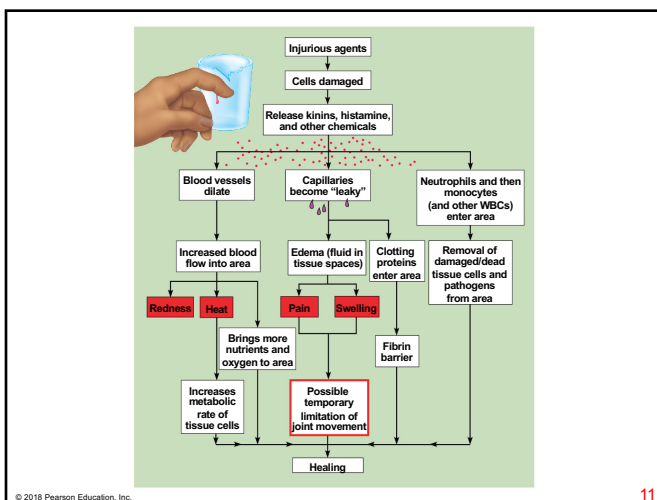 Injurious agents
Cells damaged
Release kinins, histamine,
and other chemicals
Blood vessels
dilate
Capillaries
become “leaky”
Neutrophils and then
monocytes
(and other WBCs)
enter area
Increased blood
flow into area
Edema (fluid in
tissue spaces)
Clotting
proteins
enter area
Removal of
damaged/dead
tissue cells and
pathogens
from area
Redness
Heat
Pain
Swelling
Brings more
nutrients and
oxygen to area
Fibrin
barrier
Increases
metabolic
rate of
tissue cells
Possible
temporary
limitation of
joint movement
Healing
© 2018 Pearson Education, Inc.
11